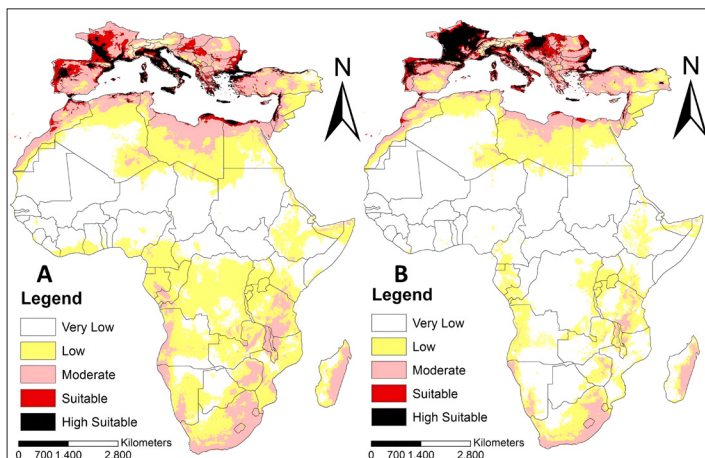 N
A
Legend
Very Low
Low
Moderate
Suitable
High Suitable
Kilometers
0 700 1.400 2.800
N
B
Legend
Very Low
Low
Moderate
Suitable
High Suitable
Kilometers
0 700 1.400 2.800